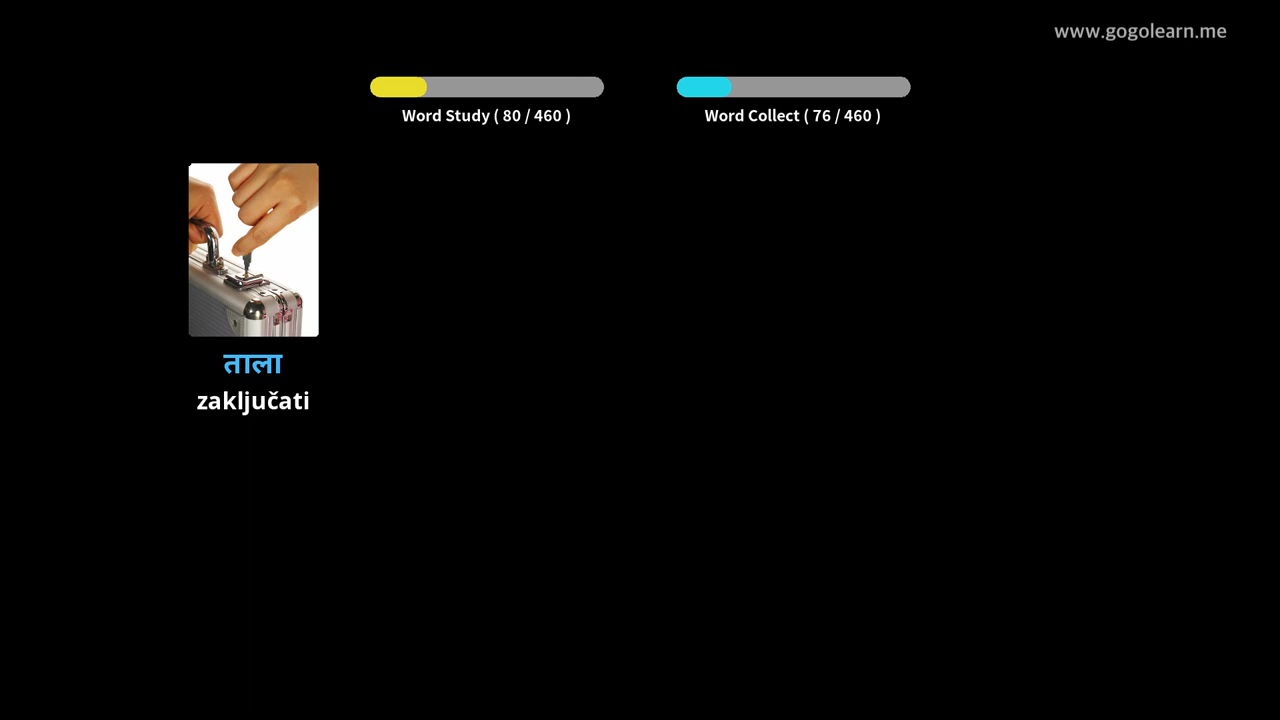 www.gogolearn.me
Word Study ( 80 / 460 )
Word Collect ( 76 / 460 )
ताला
zaključati